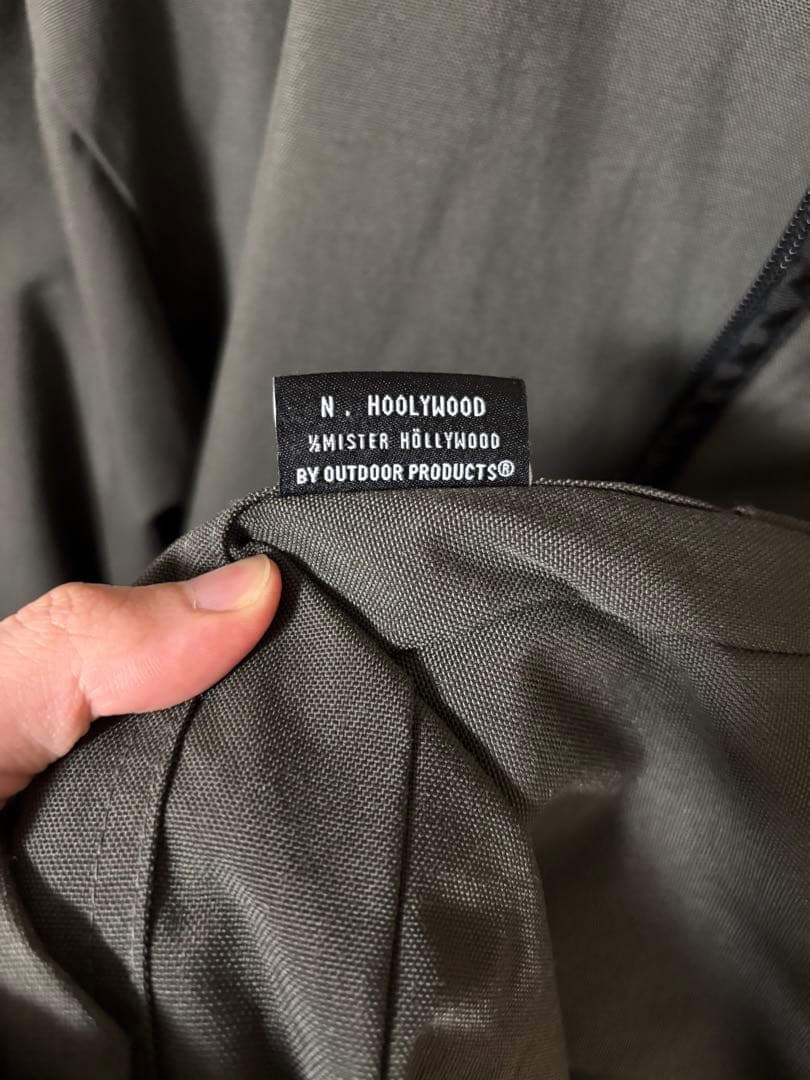 N. HOOLYWOOD
½MISTER HÖLLYWOOD
BY OUTDOOR PRODUCTS®